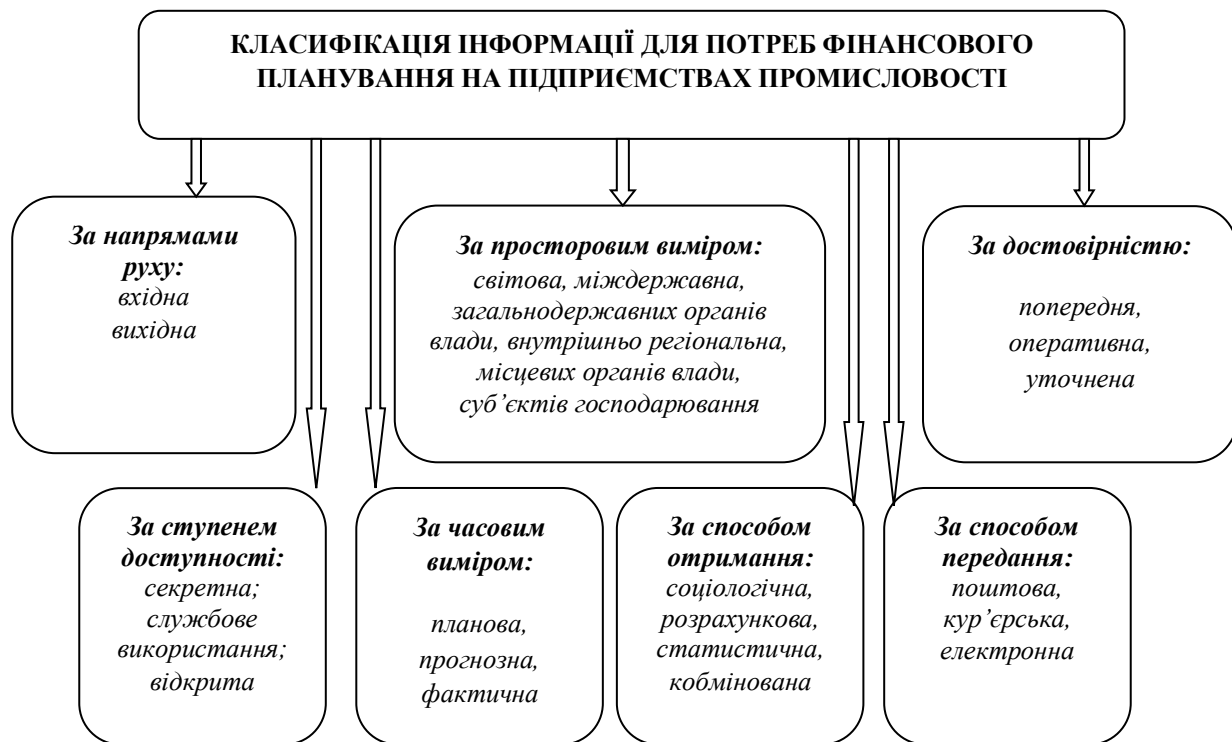 КЛАСИФІКАЦІЯ ІНФОРМАЦІЇ ДЛЯ ПОТРЕБ ФІНАНСОВОГО
ПЛАНУВАННЯ НА ПІДПРИЄМСТВАХ ПРОМИСЛОВОСТІ
За напрямами
руху:
вхідна
вихідна
За просторовим виміром:
світова, міждержавна,
загальнодержавних органів
влади, внутрішньо регіональна,
місцевих органів влади,
суб’єктів господарювання
За достовірністю:
попередня,
оперативна,
уточнена
За ступенем
доступності:
секретна;
службове
використання;
відкрита
За часовим
виміром:
планова,
прогнозна,
фактична
За способом
отримання:
соціологічна,
розрахункова,
статистична,
кобмінована
За способом
передання:
поштова,
кур’єрська,
електронна